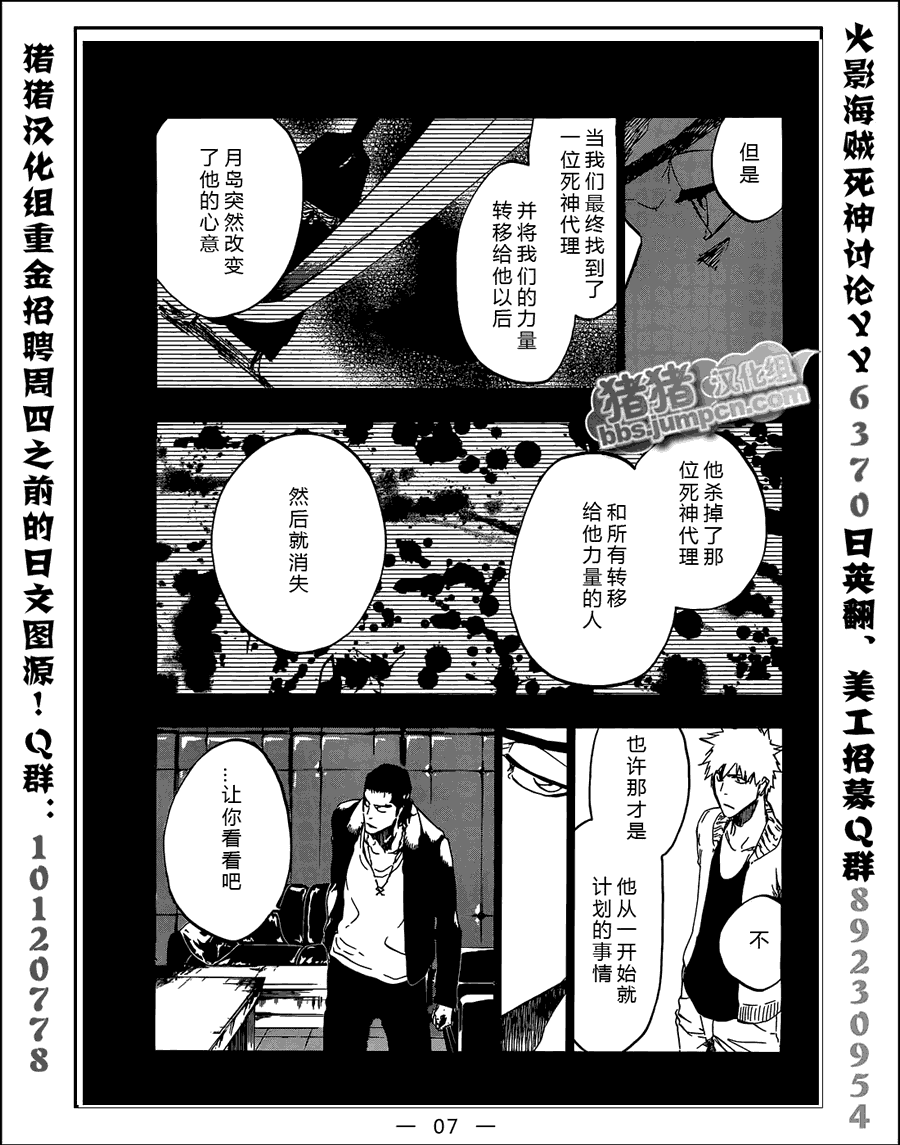 火影海贼死神讨论YY6370日英翻、美工招募Q群89230954
但是
当我们最终找到了
一位死神代理
并将我们的力量
转移给他以后
月岛突然改变
了他的心意
猪猪汉化组
bbs.jumpcn.com
他杀掉了那
位死神代理
和所有转移
给他力量的人
然后就消失
不
也许那才是
他从一开始就
计划的事情
…让你看看吧
猪猪汉化组重金招聘周四之前的日文图源！Q群：10120778
— 07 —